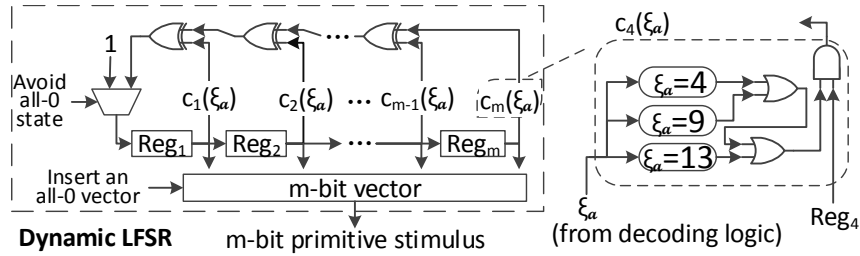 1
Avoid
all-0
state
c₁(ξₐ)
c₂(ξₐ)
•••
•••
cₘ₋₁(ξₐ)
cₘ(ξₐ)
Reg₁
Reg₂
•••
Regₘ
Insert an
all-0 vector
m-bit vector
Dynamic LFSR
m-bit primitive stimulus
c₄(ξₐ)
ξₐ=4
ξₐ=9
ξₐ=13
ξₐ
(from decoding logic)
Reg₄